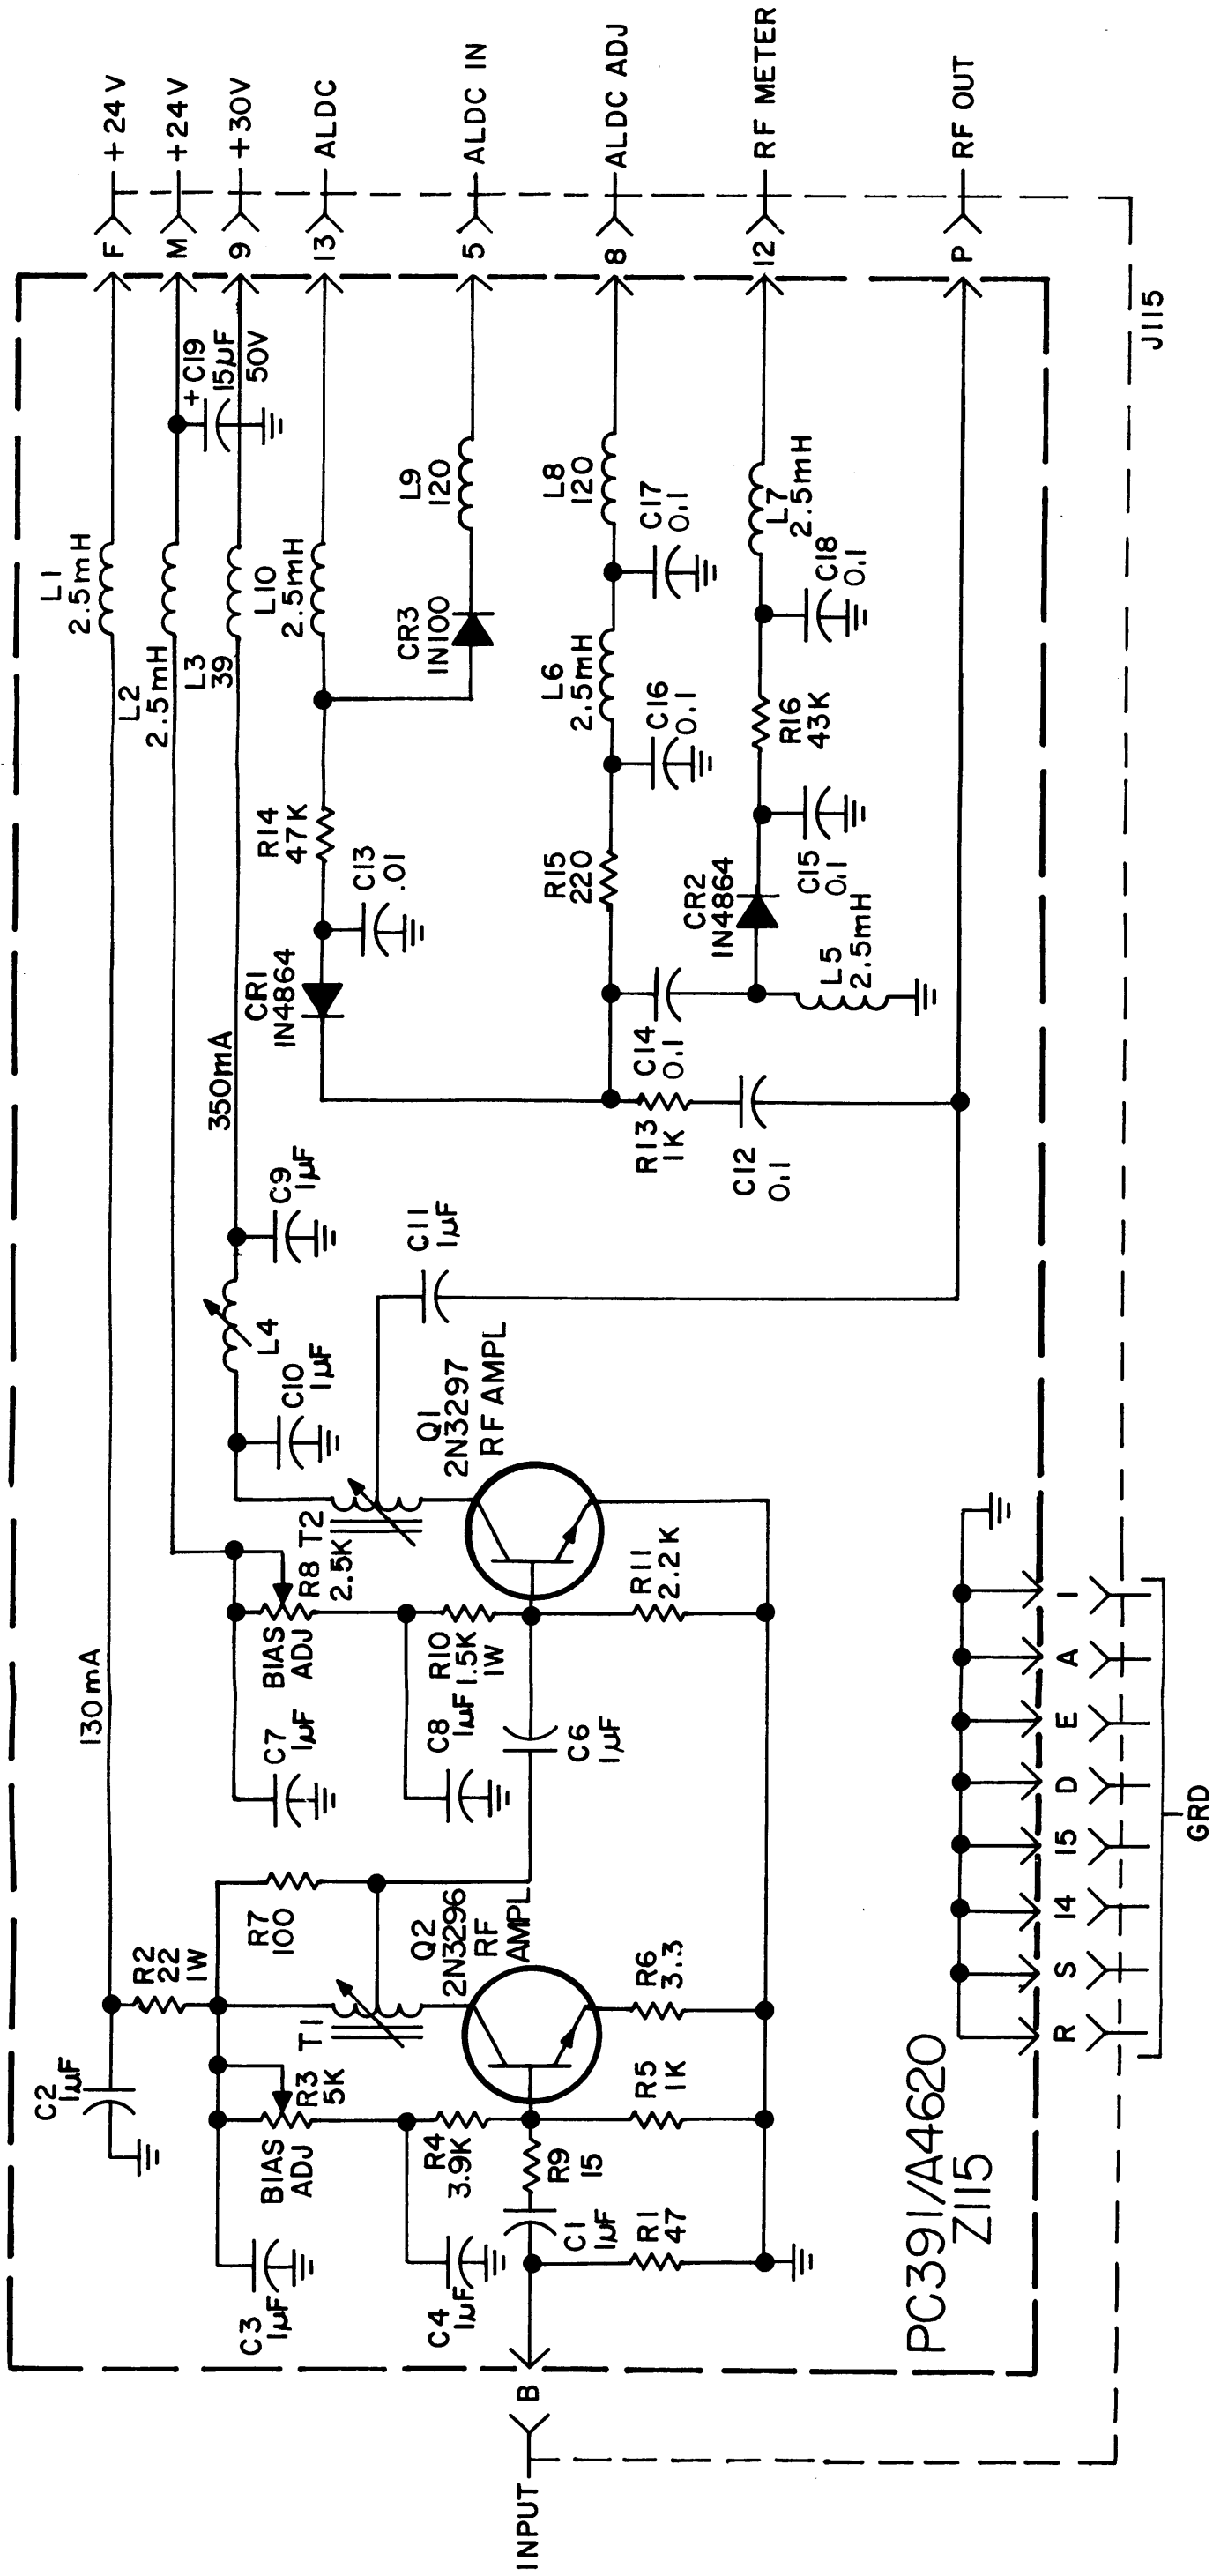 C2
1µF
130mA
L1
2.5mH
F
+24V
R2
22
1W
L2
2.5mH
M
+24V
+C19
15µF
50V
C3
1µF
BIAS
ADJ
R3
5K
T1
R7
100
C7
1µF
BIAS
ADJ
R8
2.5K
T2
C10
1µF
L4
C9
1µF
350mA
L3
39
9
+30V
CR1
1N4864
C13
.01
R14
47K
L10
2.5mH
13
ALDC
C4
1µF
R4
3.9K
Q2
2N3296
RF
AMPL
C8
1µF
R10
1.5K
1W
Q1
2N3297
RF AMPL
C11
1µF
CR3
1N100
L9
120
5
ALDC IN
INPUT
B
C1
1µF
R9
15
C6
1µF
R15
220
C16
0.1
L6
2.5mH
C17
0.1
L8
120
8
ALDC ADJ
R1
47
R5
1K
R6
3.3
R11
2.2K
R13
1K
C14
0.1
CR2
1N4864
C15
0.1
R16
43K
C18
0.1
L7
2.5mH
12
RF METER
L5
2.5mH
C12
0.1
P
RF OUT
PC391/A4620
Z115
R
S
14
15
D
E
A
1
GRD
J115